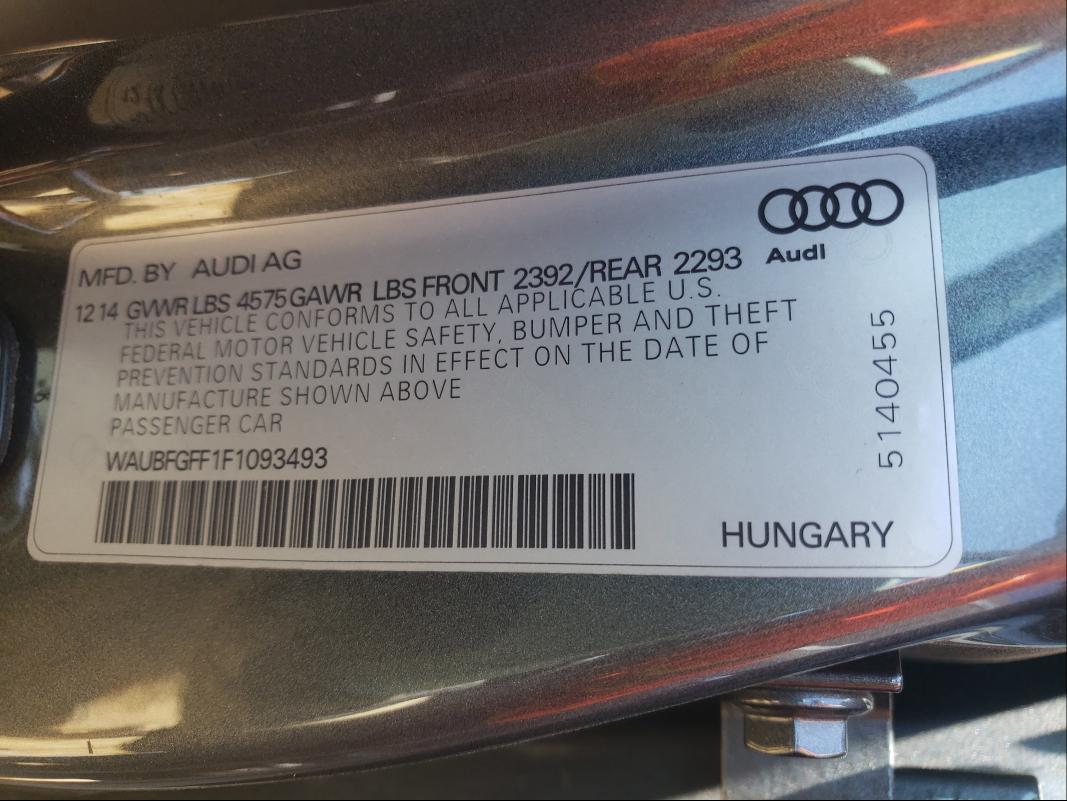 MFD. BY AUDI AG
12 14 GVWR LBS 4575 GAWR LBS FRONT 2392/REAR 2293
Audi
THIS VEHICLE CONFORMS TO ALL APPLICABLE U.S.
FEDERAL MOTOR VEHICLE SAFETY, BUMPER AND THEFT
PREVENTION STANDARDS IN EFFECT ON THE DATE OF
MANUFACTURE SHOWN ABOVE
PASSENGER CAR
WAUBFGFF1F1093493
5140455
HUNGARY